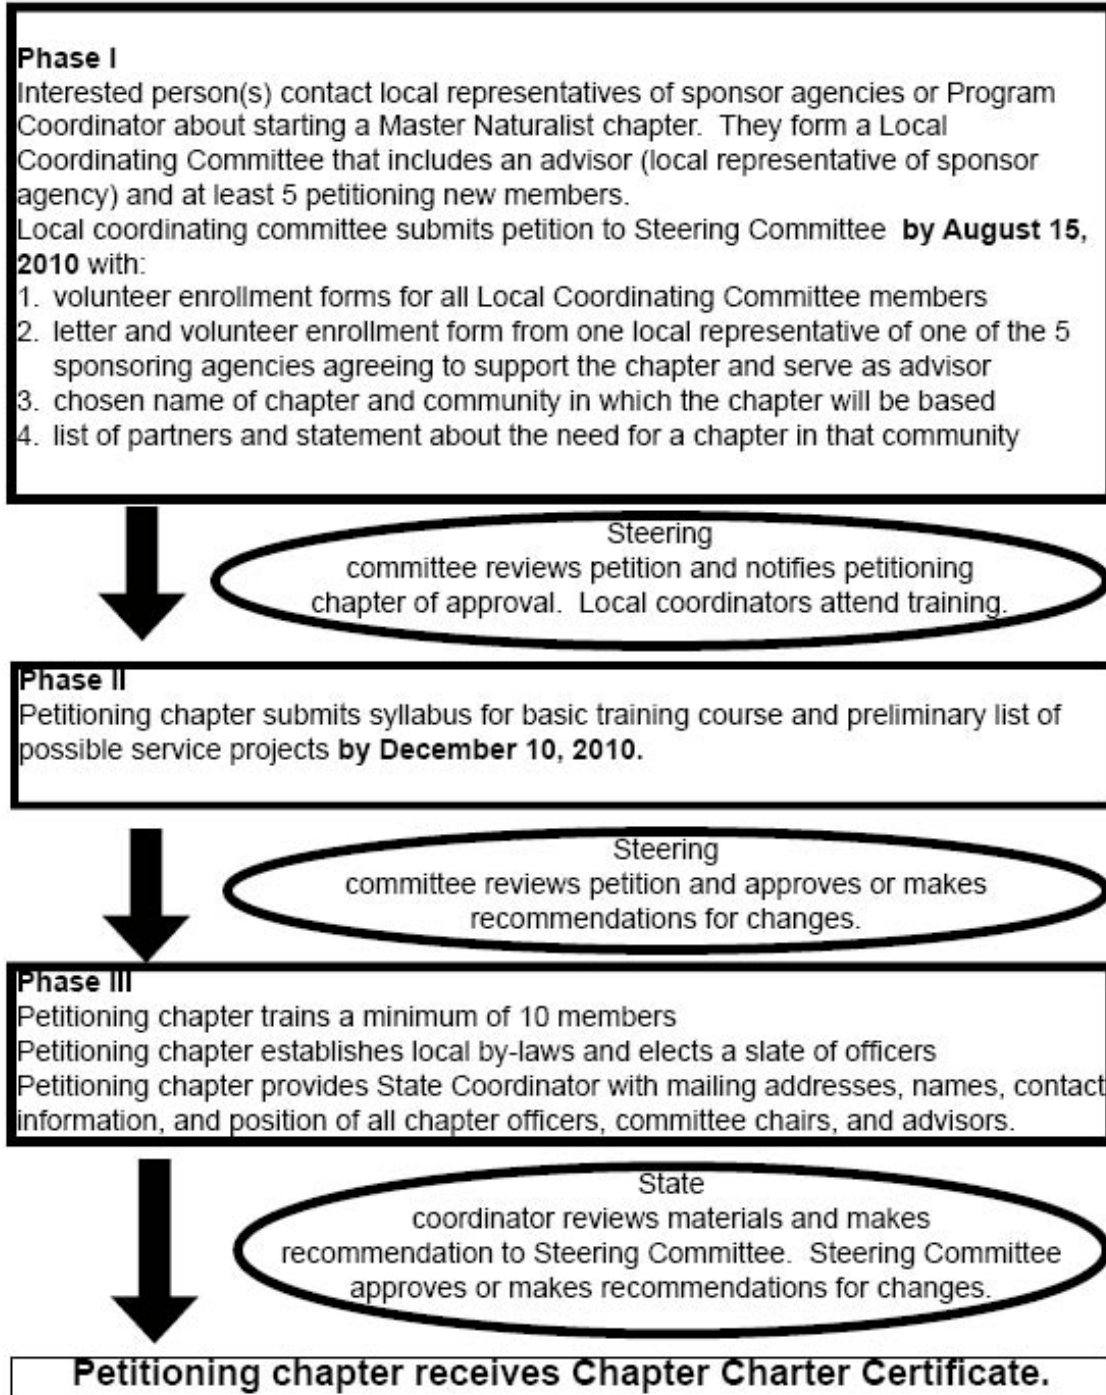 Phase I
Interested person(s) contact local representatives of sponsor agencies or Program
Coordinator about starting a Master Naturalist chapter.  They form a Local
Coordinating Committee that includes an advisor (local representative of sponsor
agency) and at least 5 petitioning new members.
Local coordinating committee submits petition to Steering Committee  by August 15,
2010 with:
1. volunteer enrollment forms for all Local Coordinating Committee members
2. letter and volunteer enrollment form from one local representative of one of the 5
sponsoring agencies agreeing to support the chapter and serve as advisor
3. chosen name of chapter and community in which the chapter will be based
4. list of partners and statement about the need for a chapter in that community
Steering
committee reviews petition and notifies petitioning
chapter of approval.  Local coordinators attend training.
Phase II
Petitioning chapter submits syllabus for basic training course and preliminary list of
possible service projects by December 10, 2010.
Steering
committee reviews petition and approves or makes
recommendations for changes.
Phase III
Petitioning chapter trains a minimum of 10 members
Petitioning chapter establishes local by-laws and elects a slate of officers
Petitioning chapter provides State Coordinator with mailing addresses, names, contact
information, and position of all chapter officers, committee chairs, and advisors.
State
coordinator reviews materials and makes
recommendation to Steering Committee.  Steering Committee
approves or makes recommendations for changes.
Petitioning chapter receives Chapter Charter Certificate.